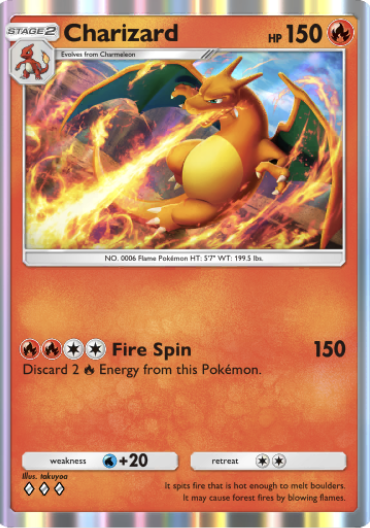 STAGE 2
Charizard
HP 150
Evolves from Charmeleon
NO. 0006 Flame Pokémon HT: 5'7" WT: 199.5 lbs.
Fire Spin 150
Discard 2 Energy from this Pokémon.
weakness +20 retreat
Illus. takuyoa
It spits fire that is hot enough to melt boulders.
It may cause forest fires by blowing flames.